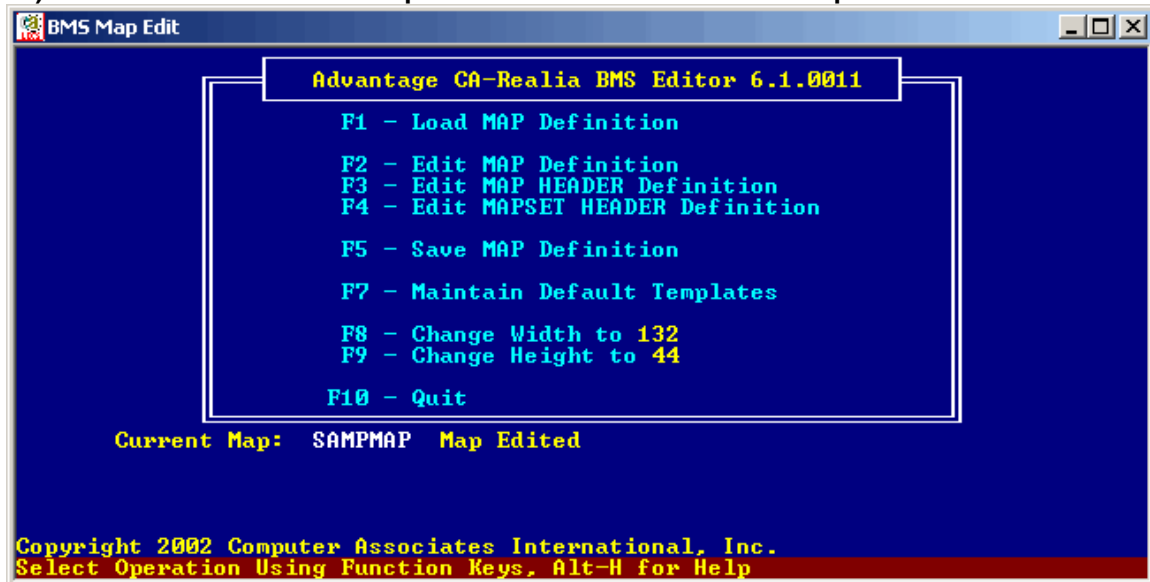 BMS Map Edit
Advantage CA-Realia BMS Editor 6.1.0011
F1 - Load MAP Definition
F2 - Edit MAP Definition
F3 - Edit MAP HEADER Definition
F4 - Edit MAPSET HEADER Definition
F5 - Save MAP Definition
F7 - Maintain Default Templates
F8 - Change Width to 132
F9 - Change Height to 44
F10 - Quit
Current Map: SAMPMAP Map Edited
Copyright 2002 Computer Associates International, Inc.
Select Operation Using Function Keys, Alt-H for Help